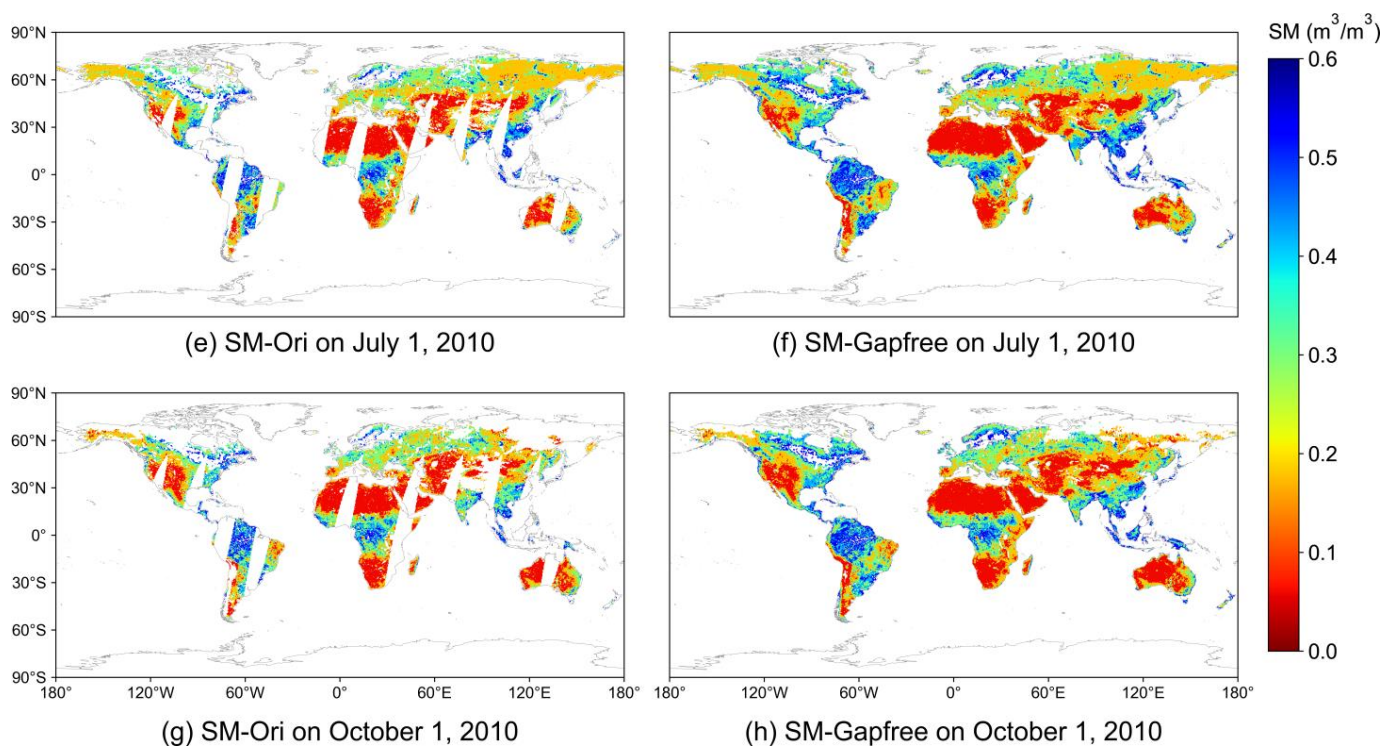 SM (m³/m³)
90°N
60°N
30°N
0°
30°S
60°S
90°S
(e) SM-Ori on July 1, 2010
(f) SM-Gapfree on July 1, 2010
0.6
0.5
0.4
0.3
0.2
0.1
0.0
90°N
60°N
30°N
0°
30°S
60°S
90°S
180° 120°W 60°W 0° 60°E 120°E 180°
180° 120°W 60°W 0° 60°E 120°E 180°
(g) SM-Ori on October 1, 2010
(h) SM-Gapfree on October 1, 2010